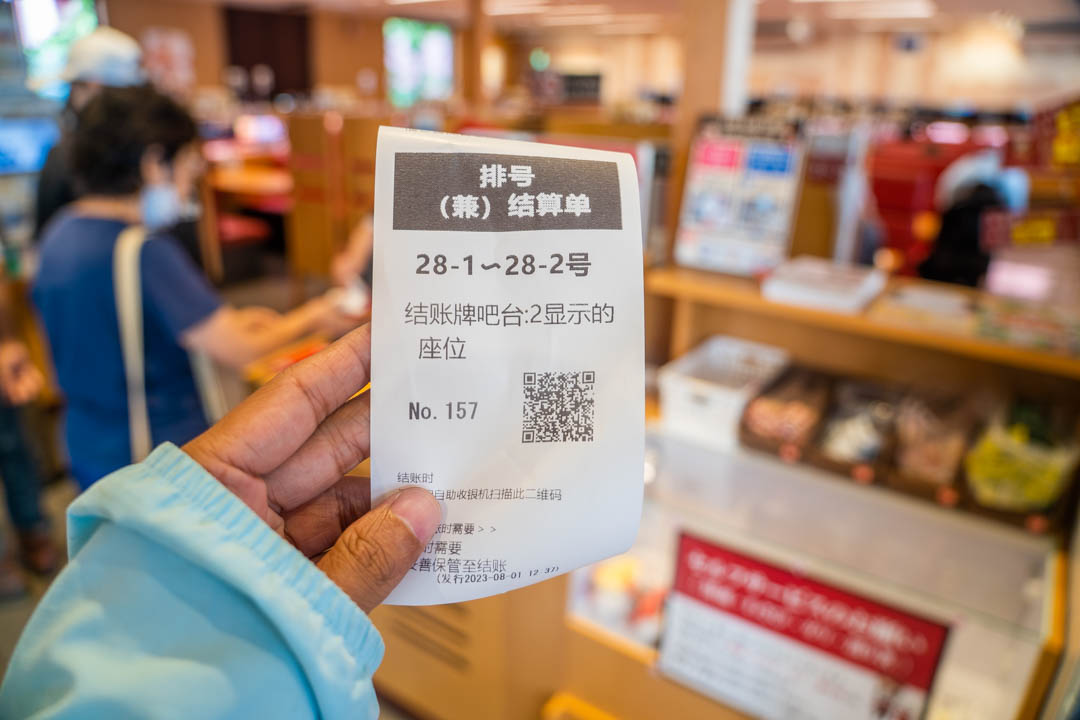 排号
（兼）结算单
28-1～28-2号
结账牌吧台:2显示的
座位
No.157
结账时
自助收银机扫描此二维码
时需要＞＞
时需要
善保管至结账
(发行2023-08-01 12:37)